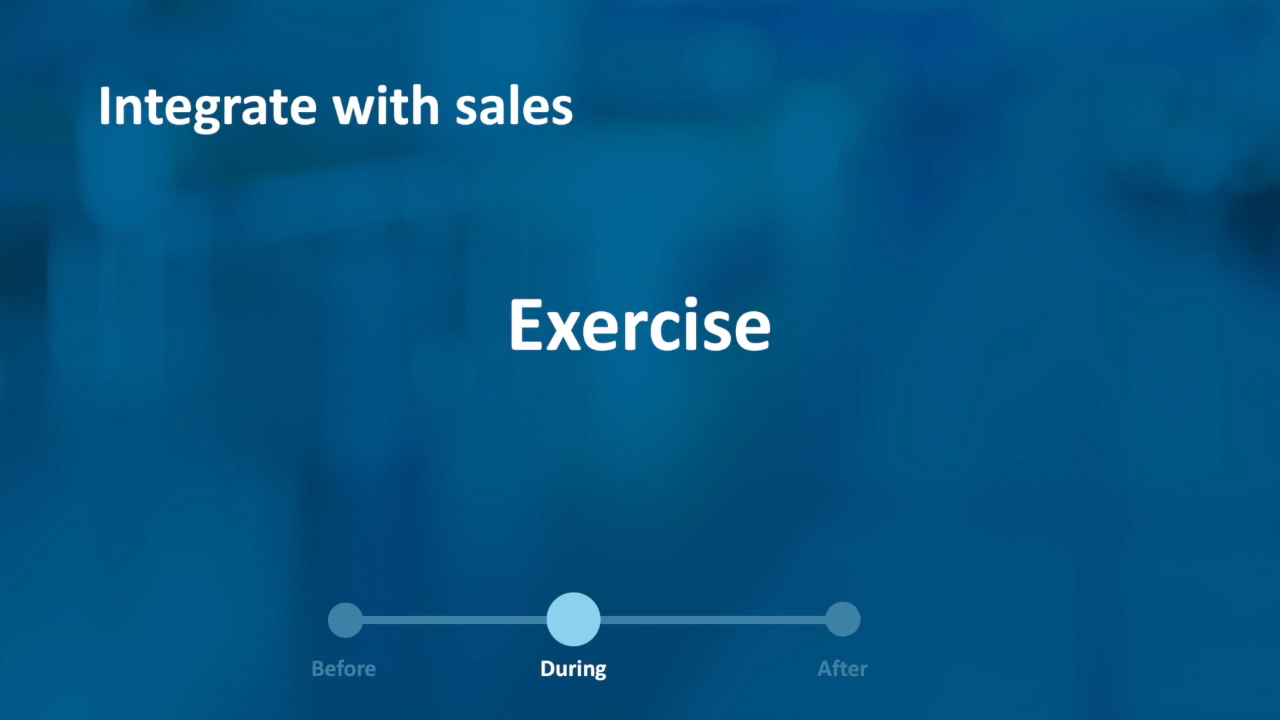 Integrate with sales
Exercise
Before
During
After